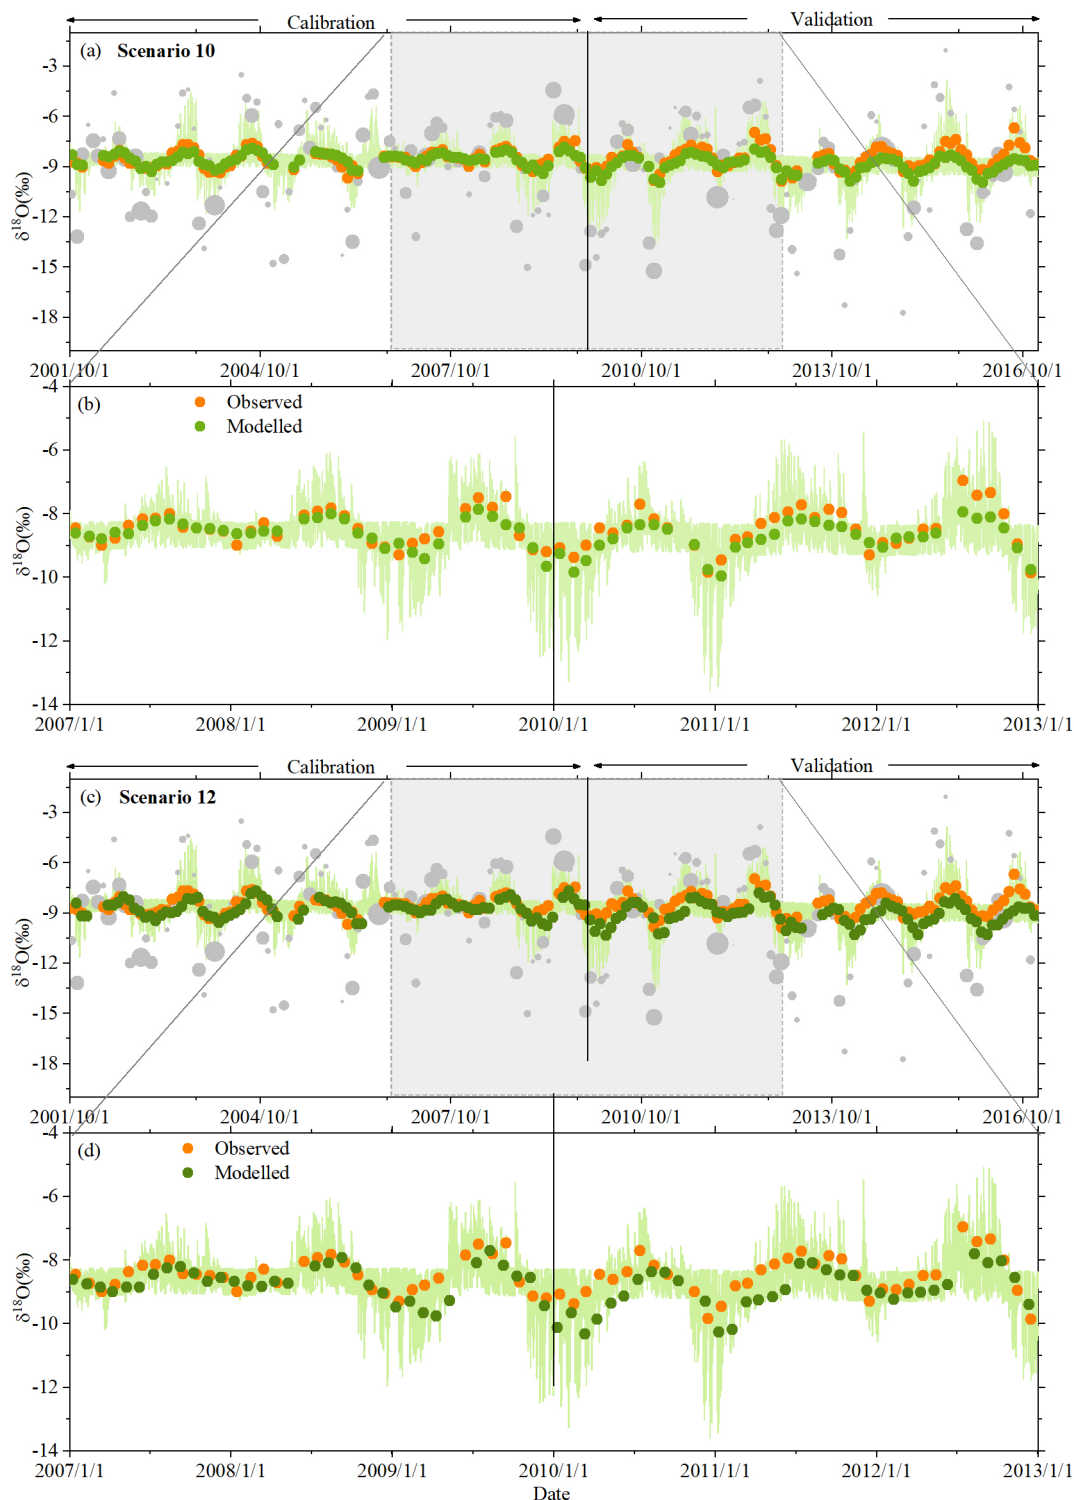 Calibration Validation
(a) Scenario 10
-3
-6
-9
-12
-15
-18
δ¹⁸O(‰)
2001/10/1 2004/10/1 2007/10/1 2010/10/1 2013/10/1 2016/10/1
-4
(b)
Observed
Modelled
-6
-8
-10
-12
-14
δ¹⁸O(‰)
2007/1/1 2008/1/1 2009/1/1 2010/1/1 2011/1/1 2012/1/1 2013/1/1
Calibration Validation
(c) Scenario 12
-3
-6
-9
-12
-15
-18
δ¹⁸O(‰)
2001/10/1 2004/10/1 2007/10/1 2010/10/1 2013/10/1 2016/10/1
-4
(d)
Observed
Modelled
-6
-8
-10
-12
-14
δ¹⁸O(‰)
2007/1/1 2008/1/1 2009/1/1 2010/1/1 2011/1/1 2012/1/1 2013/1/1
Date